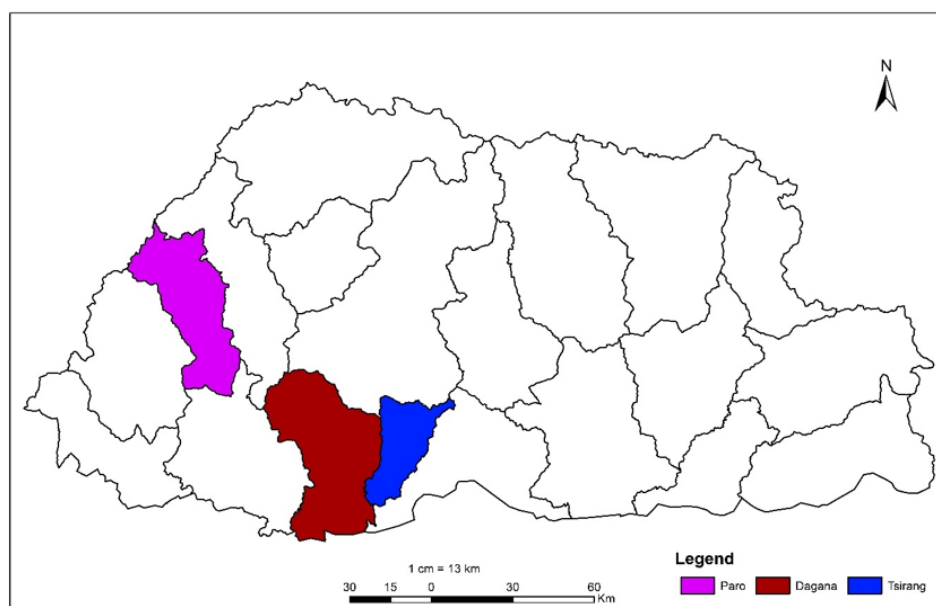 N
1 cm = 13 km
30 15 0 30 60
Km
Legend
Paro Dagana Tsirang